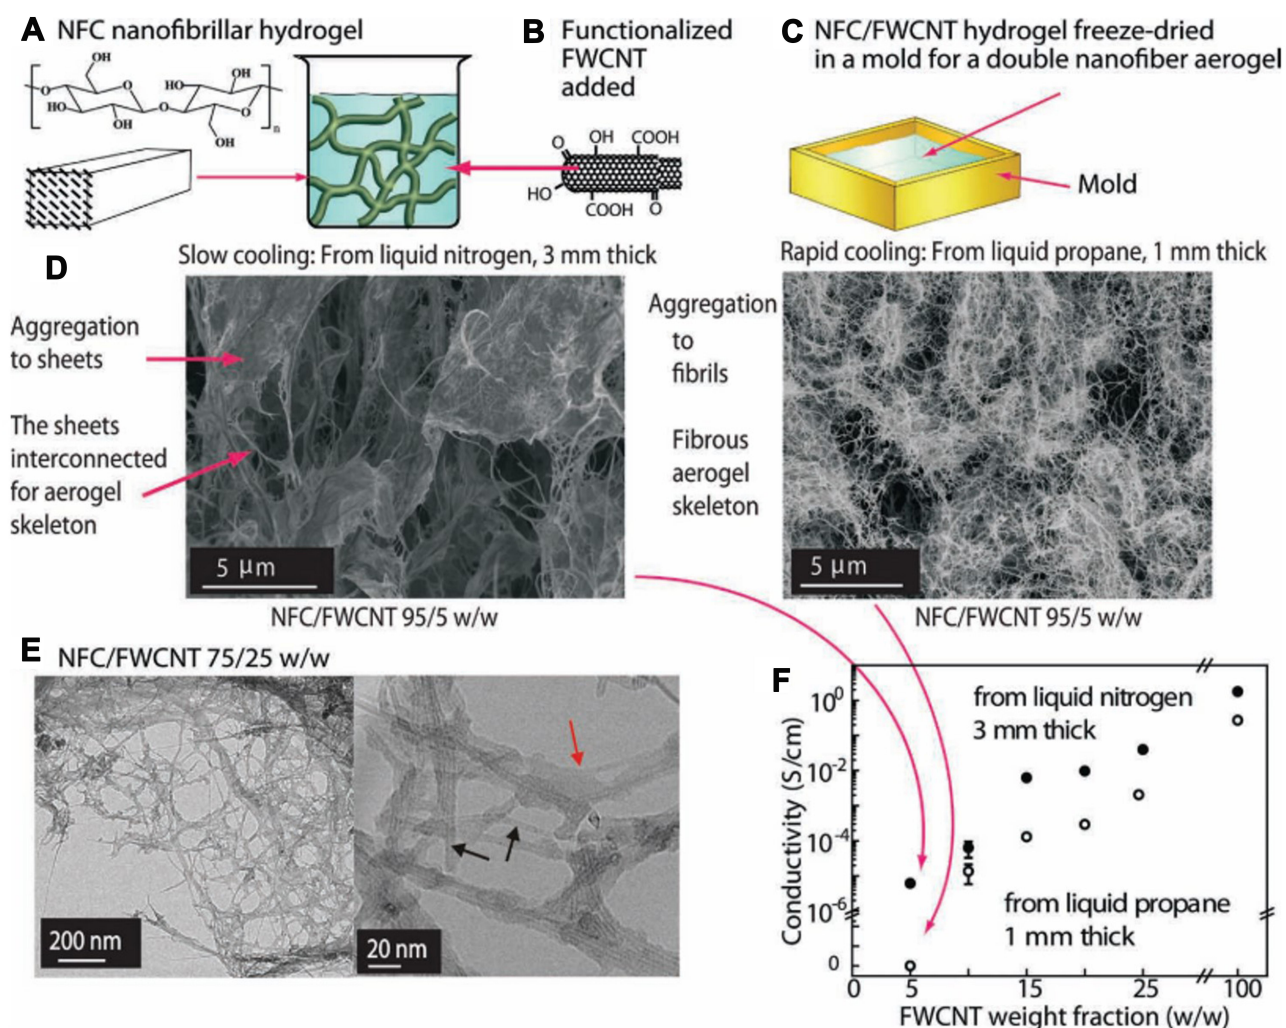 A NFC nanofibrillar hydrogel
OH
O
OH
HO
O
HO
OH
O
O
OH
n
B Functionalized
FWCNT
added
O
OH
COOH
HO
COOH
O
C NFC/FWCNT hydrogel freeze-dried
in a mold for a double nanofiber aerogel
Mold
D
Slow cooling: From liquid nitrogen, 3 mm thick
Aggregation
to sheets
The sheets
interconnected
for aerogel
skeleton
5 µm
NFC/FWCNT 95/5 w/w
Rapid cooling: From liquid propane, 1 mm thick
Aggregation
to
fibrils
Fibrous
aerogel
skeleton
5 µm
NFC/FWCNT 95/5 w/w
E NFC/FWCNT 75/25 w/w
200 nm
20 nm
F
from liquid nitrogen
3 mm thick
from liquid propane
1 mm thick
Conductivity (S/cm)
10⁰
10⁻²
10⁻⁴
10⁻⁶
0
0 5 15 25 100
FWCNT weight fraction (w/w)